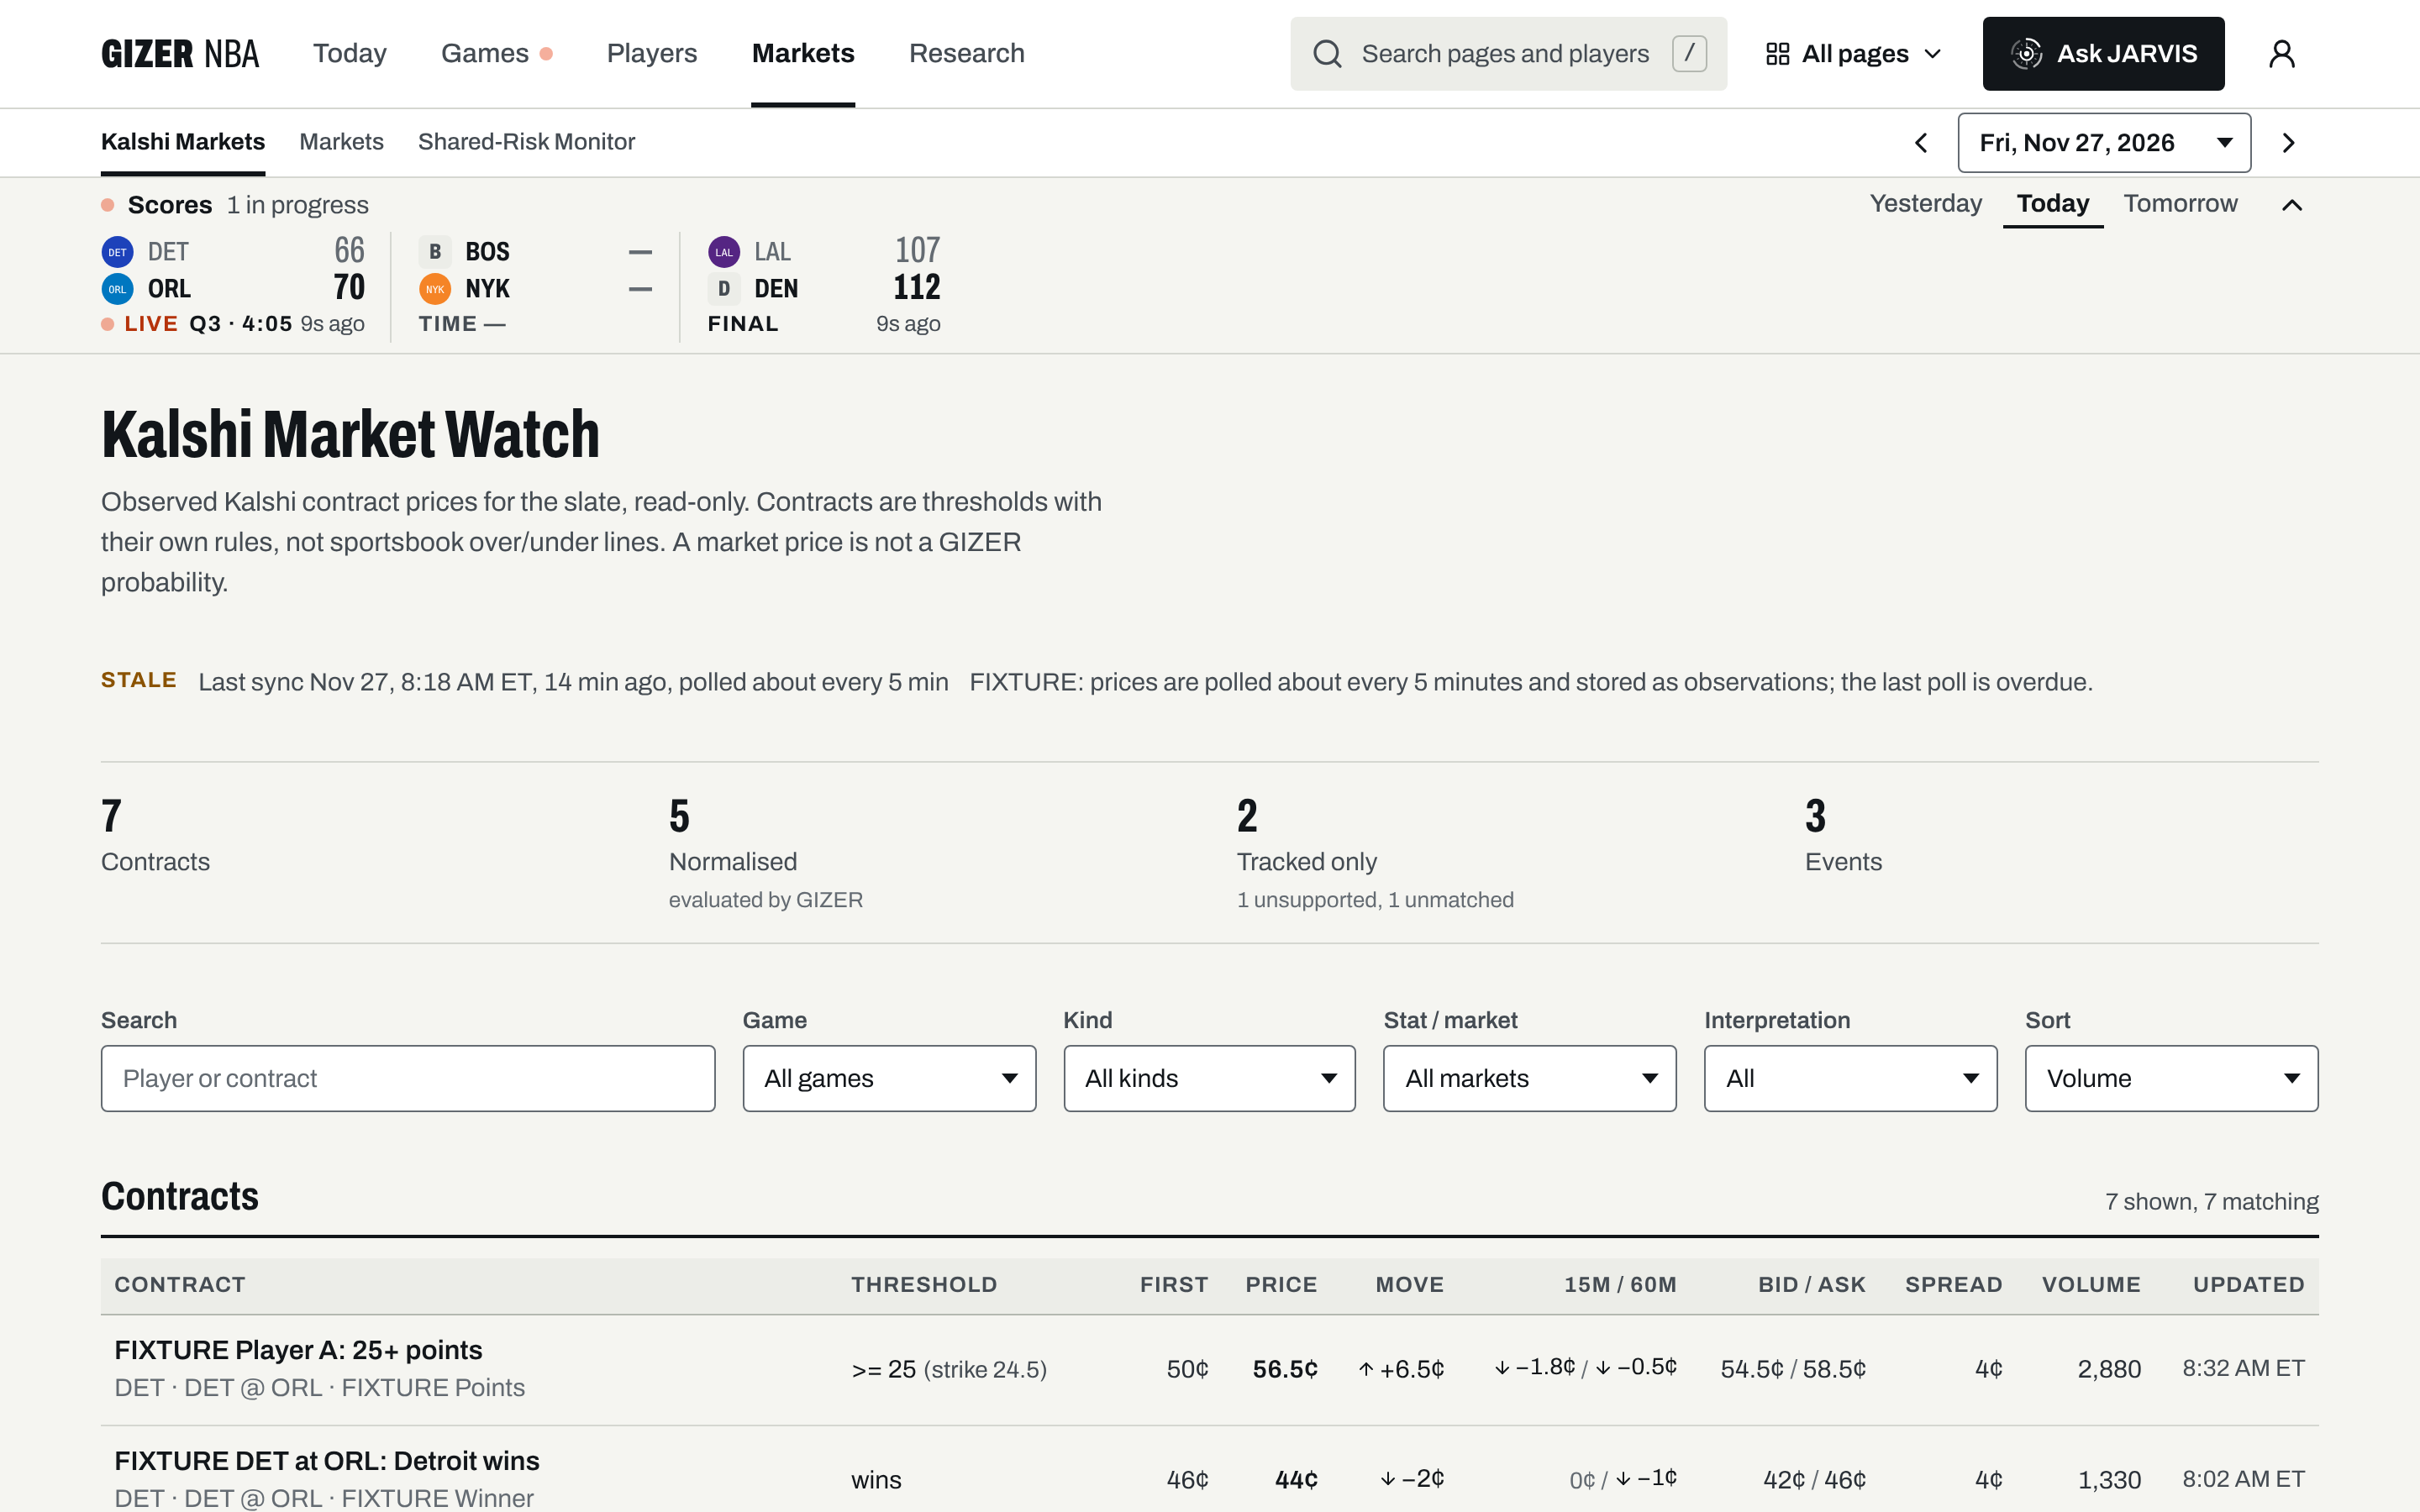 GIZER NBA Today Games Players Markets Research Search pages and players / All pages Ask JARVIS
Kalshi Markets Markets Shared-Risk Monitor Fri, Nov 27, 2026
Scores 1 in progress Yesterday Today Tomorrow
DET DET 66
ORL ORL 70
LIVE Q3 · 4:05 9s ago
B BOS —
NYK NYK —
TIME —
LAL LAL 107
D DEN 112
FINAL 9s ago
Kalshi Market Watch
Observed Kalshi contract prices for the slate, read-only. Contracts are thresholds with
their own rules, not sportsbook over/under lines. A market price is not a GIZER
probability.
STALE Last sync Nov 27, 8:18 AM ET, 14 min ago, polled about every 5 min FIXTURE: prices are polled about every 5 minutes and stored as observations; the last poll is overdue.
7
Contracts
5
Normalised
evaluated by GIZER
2
Tracked only
1 unsupported, 1 unmatched
3
Events
Search Game Kind Stat / market Interpretation Sort
Player or contract All games All kinds All markets All Volume
Contracts 7 shown, 7 matching
CONTRACT THRESHOLD FIRST PRICE MOVE 15M / 60M BID / ASK SPREAD VOLUME UPDATED
FIXTURE Player A: 25+ points
DET · DET @ ORL · FIXTURE Points
>= 25 (strike 24.5) 50¢ 56.5¢ ↑ +6.5¢ ↓ −1.8¢ / ↓ −0.5¢ 54.5¢ / 58.5¢ 4¢ 2,880 8:32 AM ET
FIXTURE DET at ORL: Detroit wins
DET · DET @ ORL · FIXTURE Winner
wins 46¢ 44¢ ↓ −2¢ 0¢ / ↓ −1¢ 42¢ / 46¢ 4¢ 1,330 8:02 AM ET